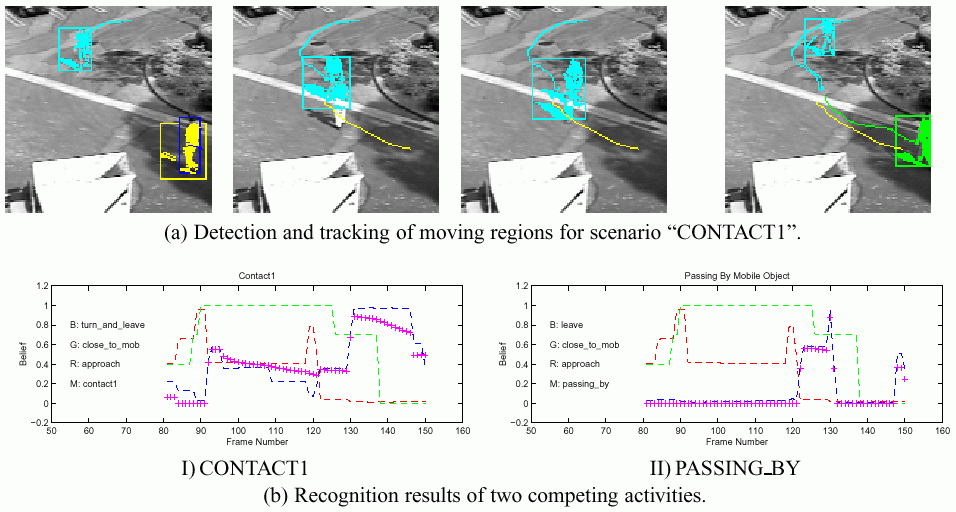 (a) Detection and tracking of moving regions for scenario “CONTACT1”.
Contact1
1.2
1
0.8
0.6
0.4
0.2
0
−0.2
Belief
B: turn_and_leave
G: close_to_mob
R: approach
M: contact1
50 60 70 80 90 100 110 120 130 140 150 160
Frame Number
I) CONTACT1
Passing By Mobile Object
1.2
1
0.8
0.6
0.4
0.2
0
−0.2
Belief
B: leave
G: close_to_mob
R: approach
M: passing_by
50 60 70 80 90 100 110 120 130 140 150 160
Frame Number
II) PASSING_BY
(b) Recognition results of two competing activities.